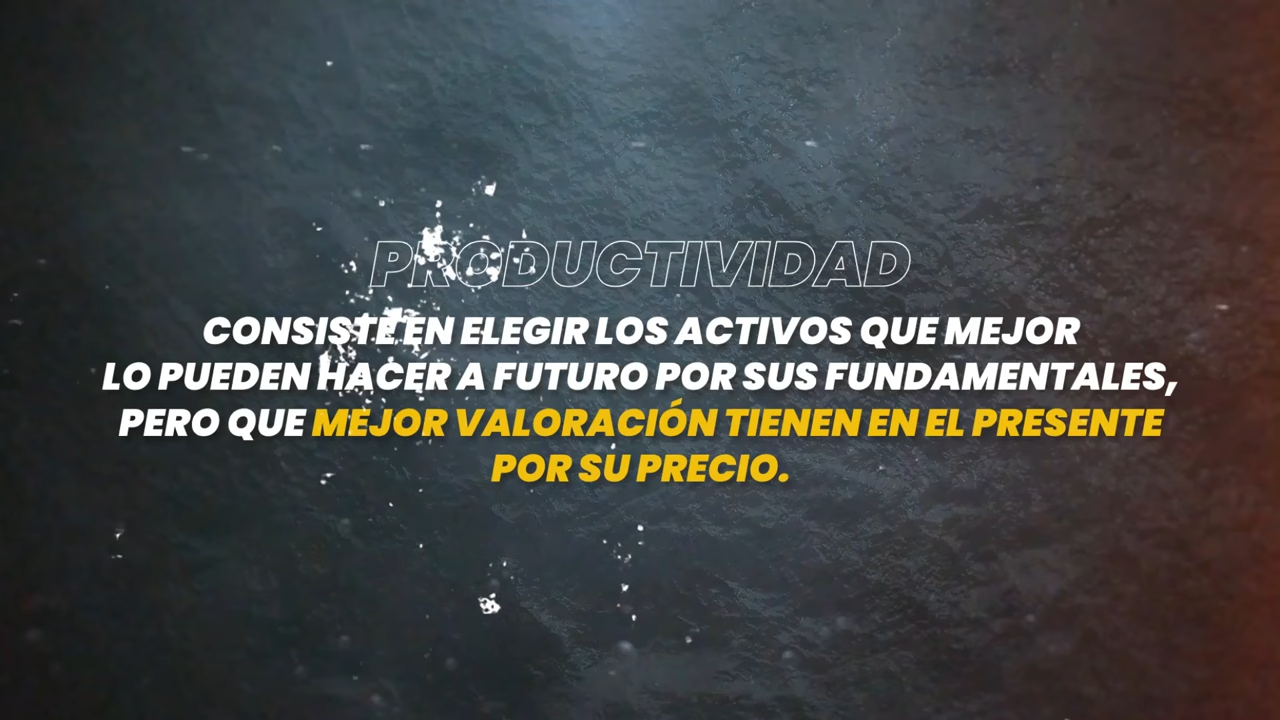 PRODUCTIVIDAD
CONSISTE EN ELEGIR LOS ACTIVOS QUE MEJOR
LO PUEDEN HACER A FUTURO POR SUS FUNDAMENTALES,
PERO QUE MEJOR VALORACIÓN TIENEN EN EL PRESENTE
POR SU PRECIO.